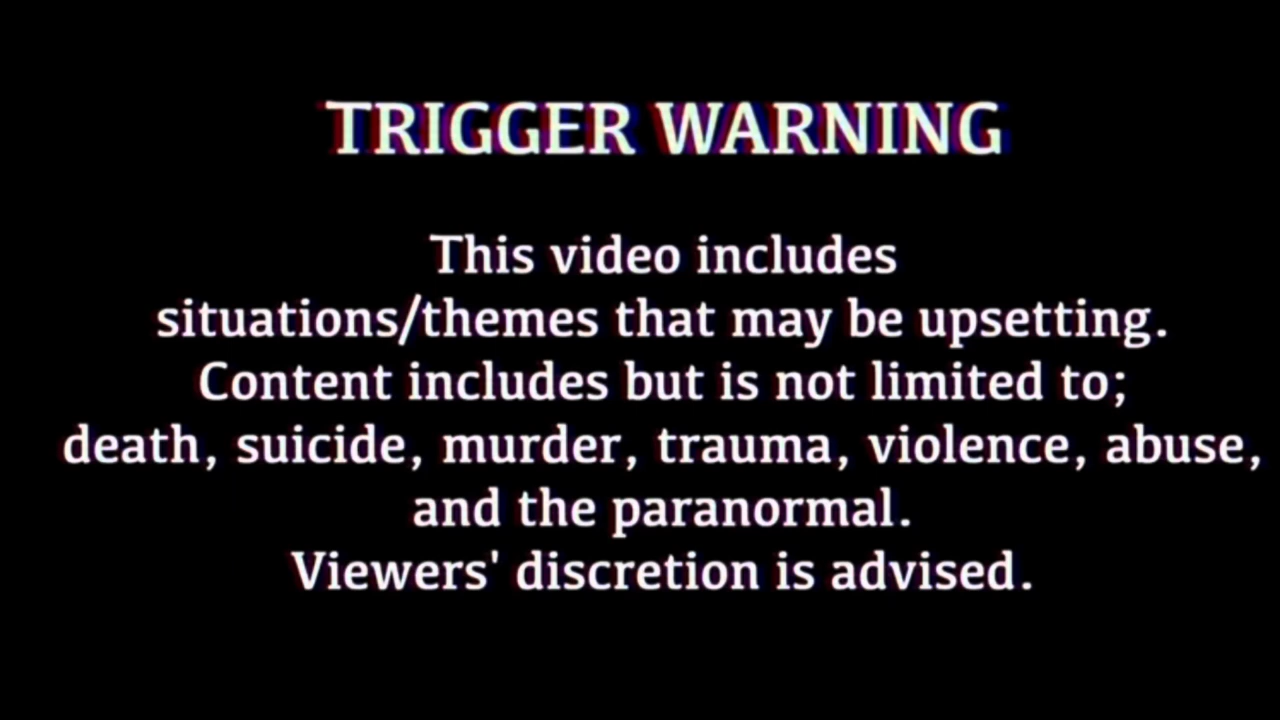 TRIGGER WARNING
This video includes
situations/themes that may be upsetting.
Content includes but is not limited to;
death, suicide, murder, trauma, violence, abuse,
and the paranormal.
Viewers' discretion is advised.